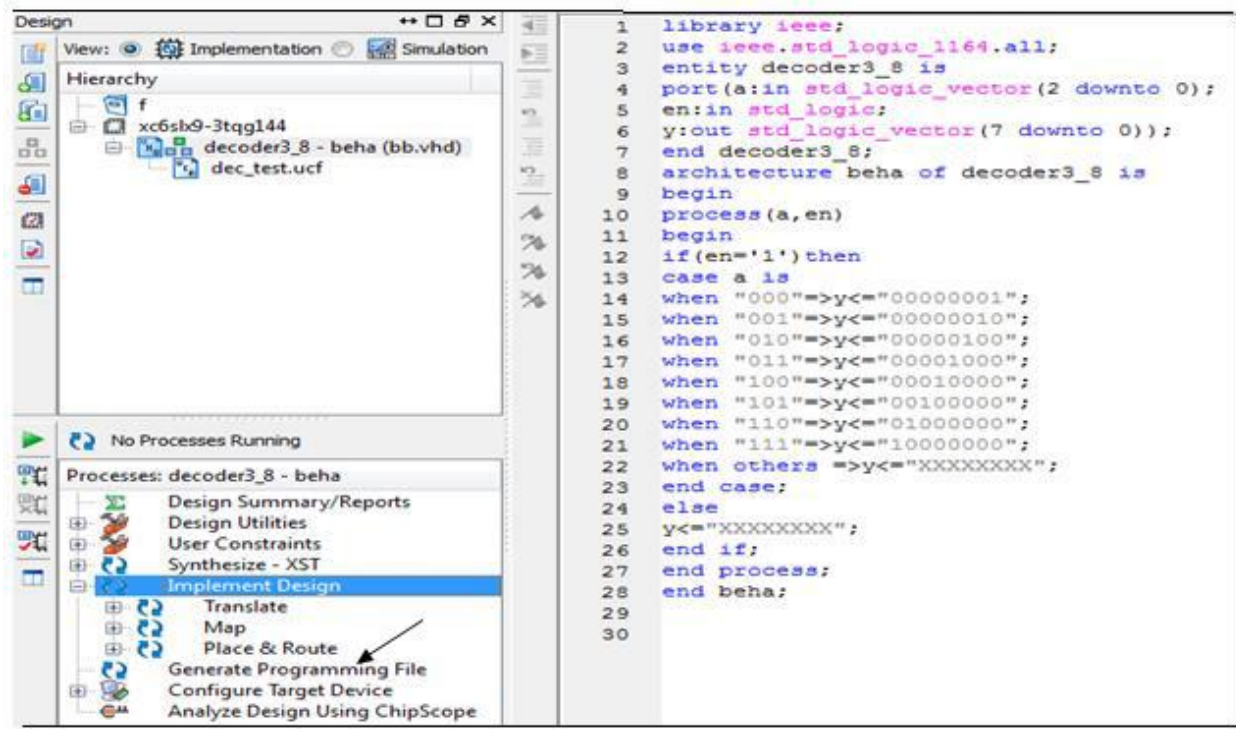 Design
View: Implementation Simulation
Hierarchy
f
xc6slx9-3tqg144
decoder3_8 - beha (bb.vhd)
dec_test.ucf
No Processes Running
Processes: decoder3_8 - beha
Design Summary/Reports
Design Utilities
User Constraints
Synthesize - XST
Implement Design
Translate
Map
Place & Route
Generate Programming File
Configure Target Device
Analyze Design Using ChipScope
1 library ieee;
2 use ieee.std_logic_1164.all;
3 entity decoder3_8 is
4 port(a:in std_logic_vector(2 downto 0);
5 en:in std_logic;
6 y:out std_logic_vector(7 downto 0));
7 end decoder3_8;
8 architecture beha of decoder3_8 is
9 begin
10 process(a,en)
11 begin
12 if(en='1')then
13 case a is
14 when "000"=>y<="00000001";
15 when "001"=>y<="00000010";
16 when "010"=>y<="00000100";
17 when "011"=>y<="00001000";
18 when "100"=>y<="00010000";
19 when "101"=>y<="00100000";
20 when "110"=>y<="01000000";
21 when "111"=>y<="10000000";
22 when others =>y<="XXXXXXXX";
23 end case;
24 else
25 y<="XXXXXXXX";
26 end if;
27 end process;
28 end beha;
29
30